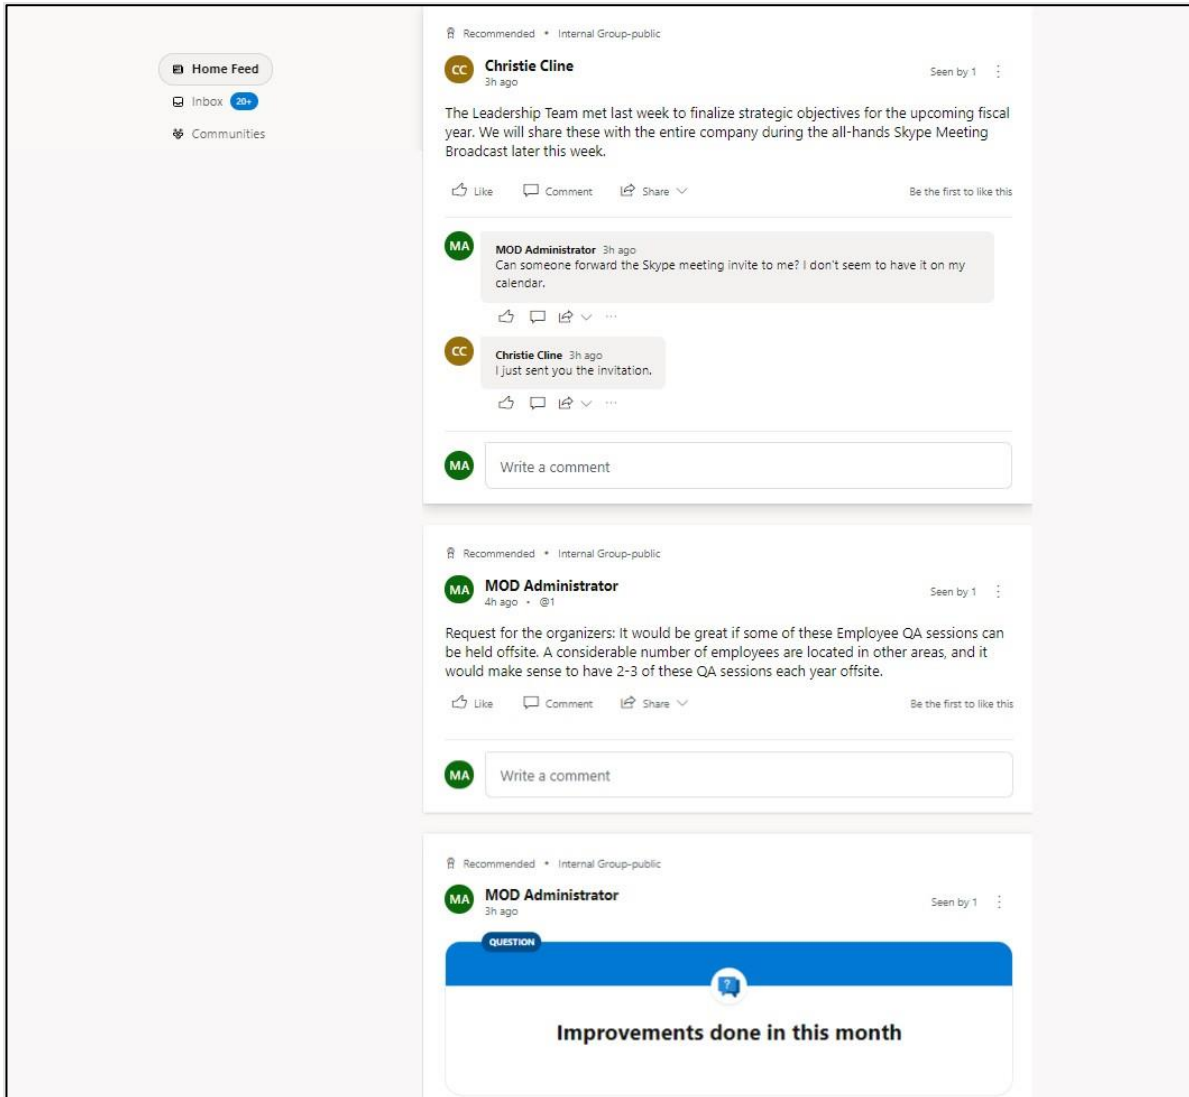 Home Feed
Inbox 20+
Communities
Recommended • Internal Group-public
CC Christie Cline
3h ago
Seen by 1
The Leadership Team met last week to finalize strategic objectives for the upcoming fiscal
year. We will share these with the entire company during the all-hands Skype Meeting
Broadcast later this week.
Like Comment Share Be the first to like this
MA MOD Administrator 3h ago
Can someone forward the Skype meeting invite to me? I don't seem to have it on my
calendar.
CC Christie Cline 3h ago
I just sent you the invitation.
MA Write a comment
Recommended • Internal Group-public
MA MOD Administrator
4h ago • @1
Seen by 1
Request for the organizers: It would be great if some of these Employee QA sessions can
be held offsite. A considerable number of employees are located in other areas, and it
would make sense to have 2-3 of these QA sessions each year offsite.
Like Comment Share Be the first to like this
MA Write a comment
Recommended • Internal Group-public
MA MOD Administrator
3h ago
Seen by 1
QUESTION
Improvements done in this month